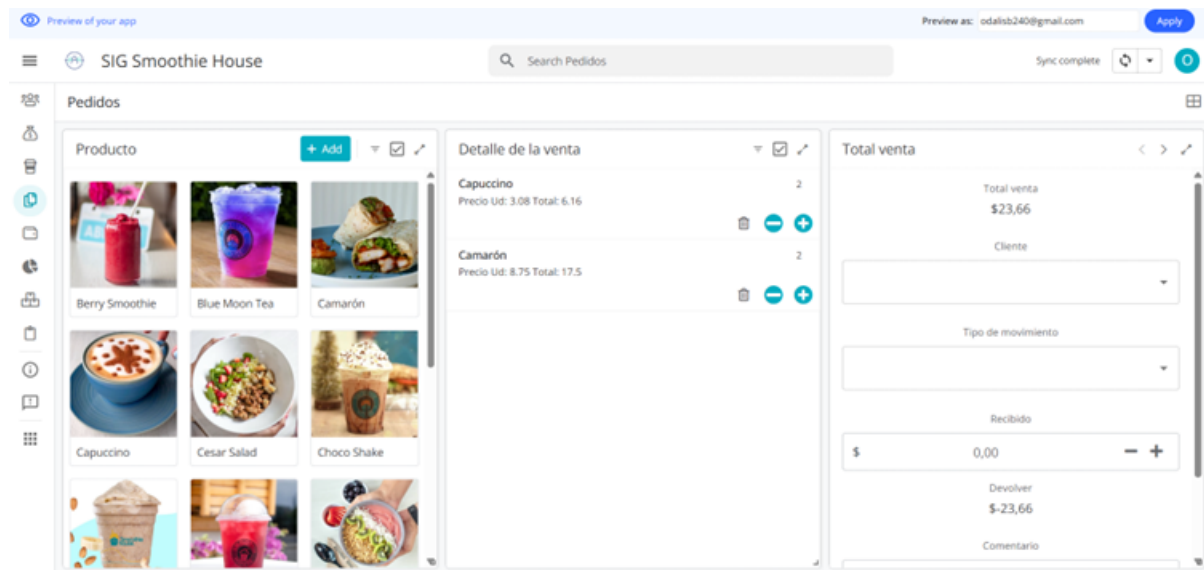 Preview of your app
Preview as: odalisb240@gmail.com
Apply
SIG Smoothie House
Search Pedidos
Sync complete
O
Pedidos
Producto
+ Add
Berry Smoothie
Blue Moon Tea
Camarón
Capuccino
Cesar Salad
Choco Shake
Detalle de la venta
Capuccino 2
Precio Ud: 3.08 Total: 6.16
Camarón 2
Precio Ud: 8.75 Total: 17.5
Total venta
Total venta
$23,66
Cliente
Tipo de movimiento
Recibido
$ 0,00
Devolver
$-23,66
Comentario